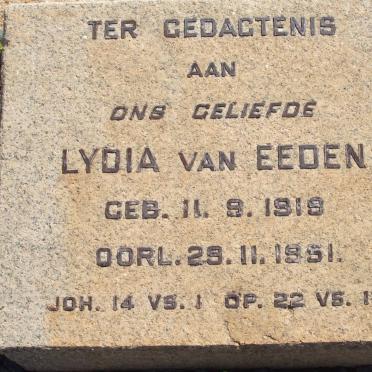 TER GEDAGTENIS
AAN
ONS GELIEFDE
LYDIA VAN EEDEN
GEB. 11. 9. 1919
OORL. 29. 11. 1961.
JOH. 14 VS. 1 OP. 22 VS.